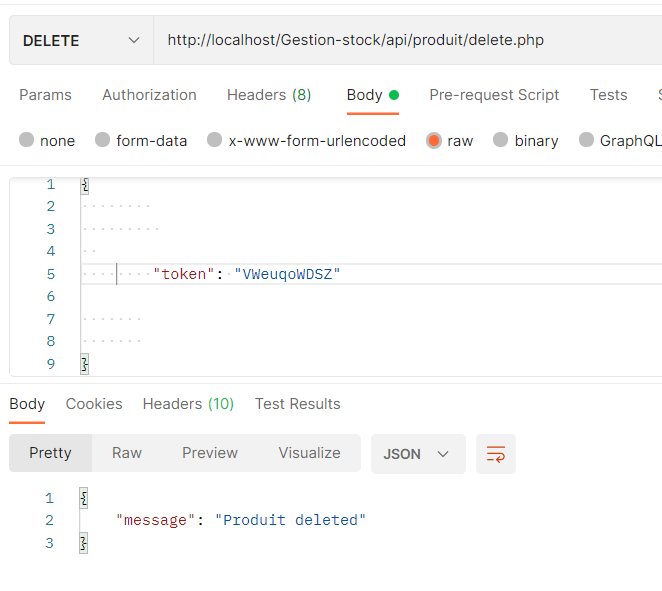 DELETE http://localhost/Gestion-stock/api/produit/delete.php
Params Authorization Headers (8) Body Pre-request Script Tests
none form-data x-www-form-urlencoded raw binary GraphQL
1 {
2
3
4
5 "token": "VWeuqoWDSZ"
6
7
8
9 }
Body Cookies Headers (10) Test Results
Pretty Raw Preview Visualize JSON
1 {
2 "message": "Produit deleted"
3 }